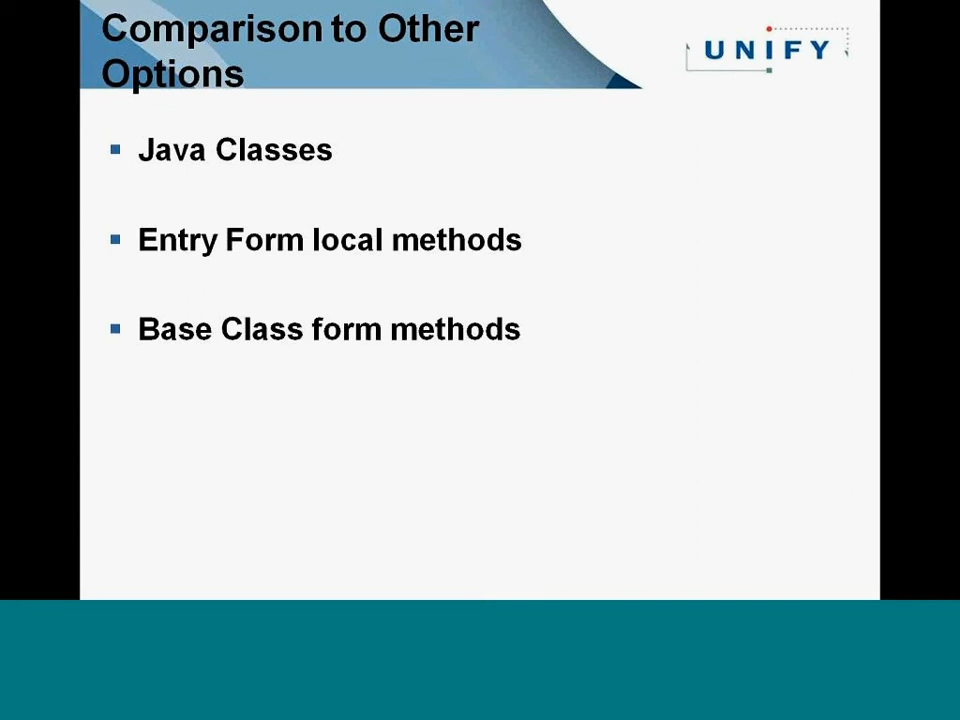 Comparison to Other
Options
UNIFY
Java Classes
Entry Form local methods
Base Class form methods